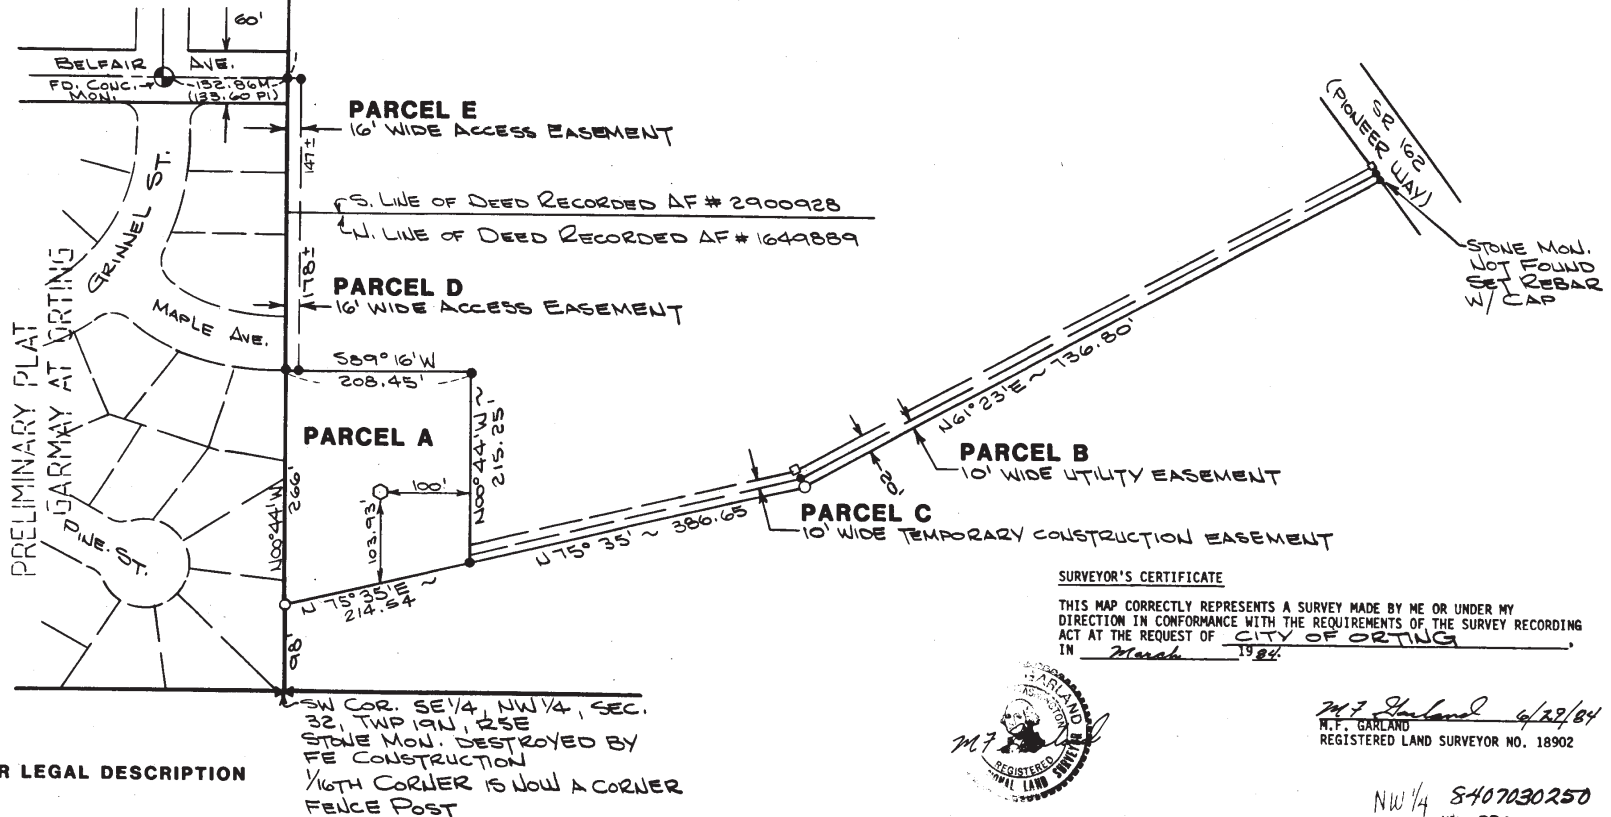 60'
BELFAIR AVE.
FD. CONC. MON.
132.86M
(133.60 Pl)
PARCEL E
16' WIDE ACCESS EASEMENT
147±
GRINNEL ST.
S. LINE OF DEED RECORDED AF # 2900928
N. LINE OF DEED RECORDED AF # 1649889
178±
PARCEL D
16' WIDE ACCESS EASEMENT
MAPLE AVE.
PRELIMINARY PLAT
GARMAY AT ORTING
S89°16'W
208.45'
PARCEL A
N00°44'W ~
215.25'
100'
103.93'
N00°44'W
266'
PINE. ST.
N 75°35'E ~
214.54
98'
N 75° 35' ~ 386.65
N61°23'E ~ 736.80'
20'
PARCEL B
10' WIDE UTILITY EASEMENT
PARCEL C
10' WIDE TEMPORARY CONSTRUCTION EASEMENT
SR 162
(PIONEER WAY)
STONE MON.
NOT FOUND
SET REBAR
W/ CAP
SURVEYOR'S CERTIFICATE
THIS MAP CORRECTLY REPRESENTS A SURVEY MADE BY ME OR UNDER MY
DIRECTION IN CONFORMANCE WITH THE REQUIREMENTS OF THE SURVEY RECORDING
ACT AT THE REQUEST OF CITY OF ORTING,
IN March 1984.
SW COR. SE 1/4, NW 1/4, SEC.
32, TWP 19N, R5E
STONE MON. DESTROYED BY
FE CONSTRUCTION
1/16TH CORNER IS NOW A CORNER
FENCE POST
R LEGAL DESCRIPTION
GARLAND
WASHINGTON
REGISTERED
LAND SURVEYOR
M F Garland
M F Garland 6/29/84
M.F. GARLAND
REGISTERED LAND SURVEYOR NO. 18902
NW 1/4 8407030250